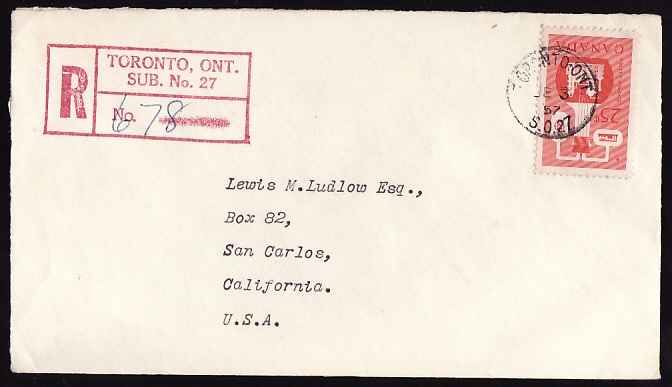 R
TORONTO, ONT.
SUB. No. 27
No. 678
CANADA
25¢
TORONTO-ONT
57
S.O. 27
Lewis M.Ludlow Esq.,
Box 82,
San Carlos,
California.
U.S.A.